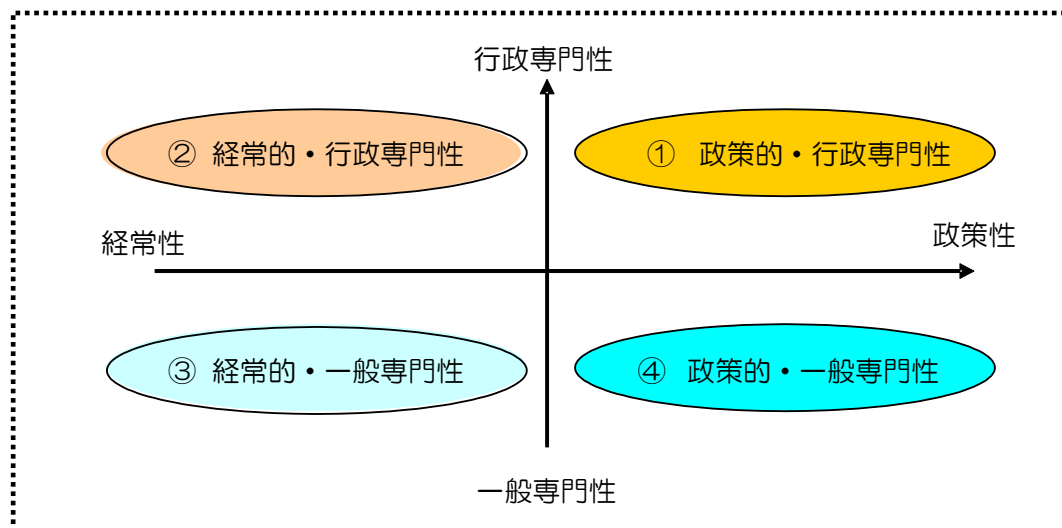 行政専門性
② 経常的・行政専門性
① 政策的・行政専門性
経常性
政策性
③ 経常的・一般専門性
④ 政策的・一般専門性
一般専門性